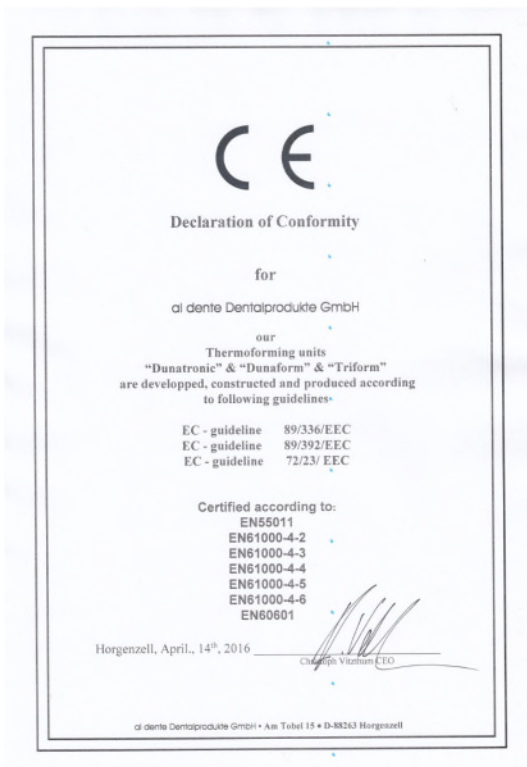 CE
Declaration of Conformity
for
al dente Dentalprodukte GmbH
our
Thermoforming units
“Dunatronic” & “Dunaform” & “Triform”
are developped, constructed and produced according
to following guidelines
EC - guideline 89/336/EEC
EC - guideline 89/392/EEC
EC - guideline 72/23/ EEC
Certified according to:
EN55011
EN61000-4-2
EN61000-4-3
EN61000-4-4
EN61000-4-5
EN61000-4-6
EN60601
Horgenzell, April., 14th, 2016
Christoph Vitzthum CEO
al dente Dentalprodukte GmbH • Am Tobel 15 • D-88263 Horgenzell